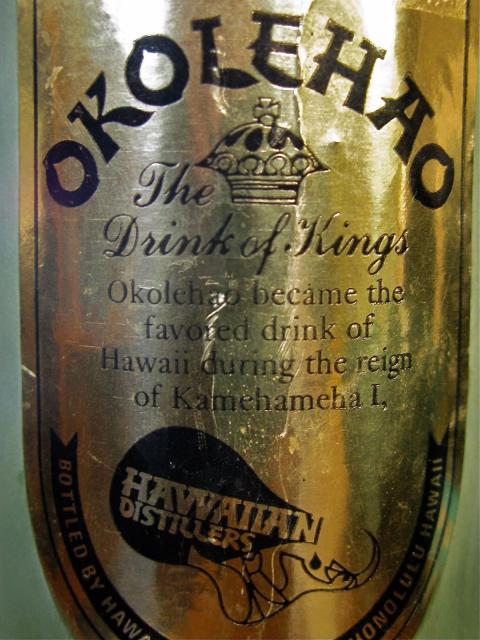 OKOLEHAO
The
Drink of Kings
Okolehao became the
favored drink of
Hawaii during the reign
of Kamehameha I,
HAWAIIAN
DISTILLERS
BOTTLED BY
HONOLULU HAWAII